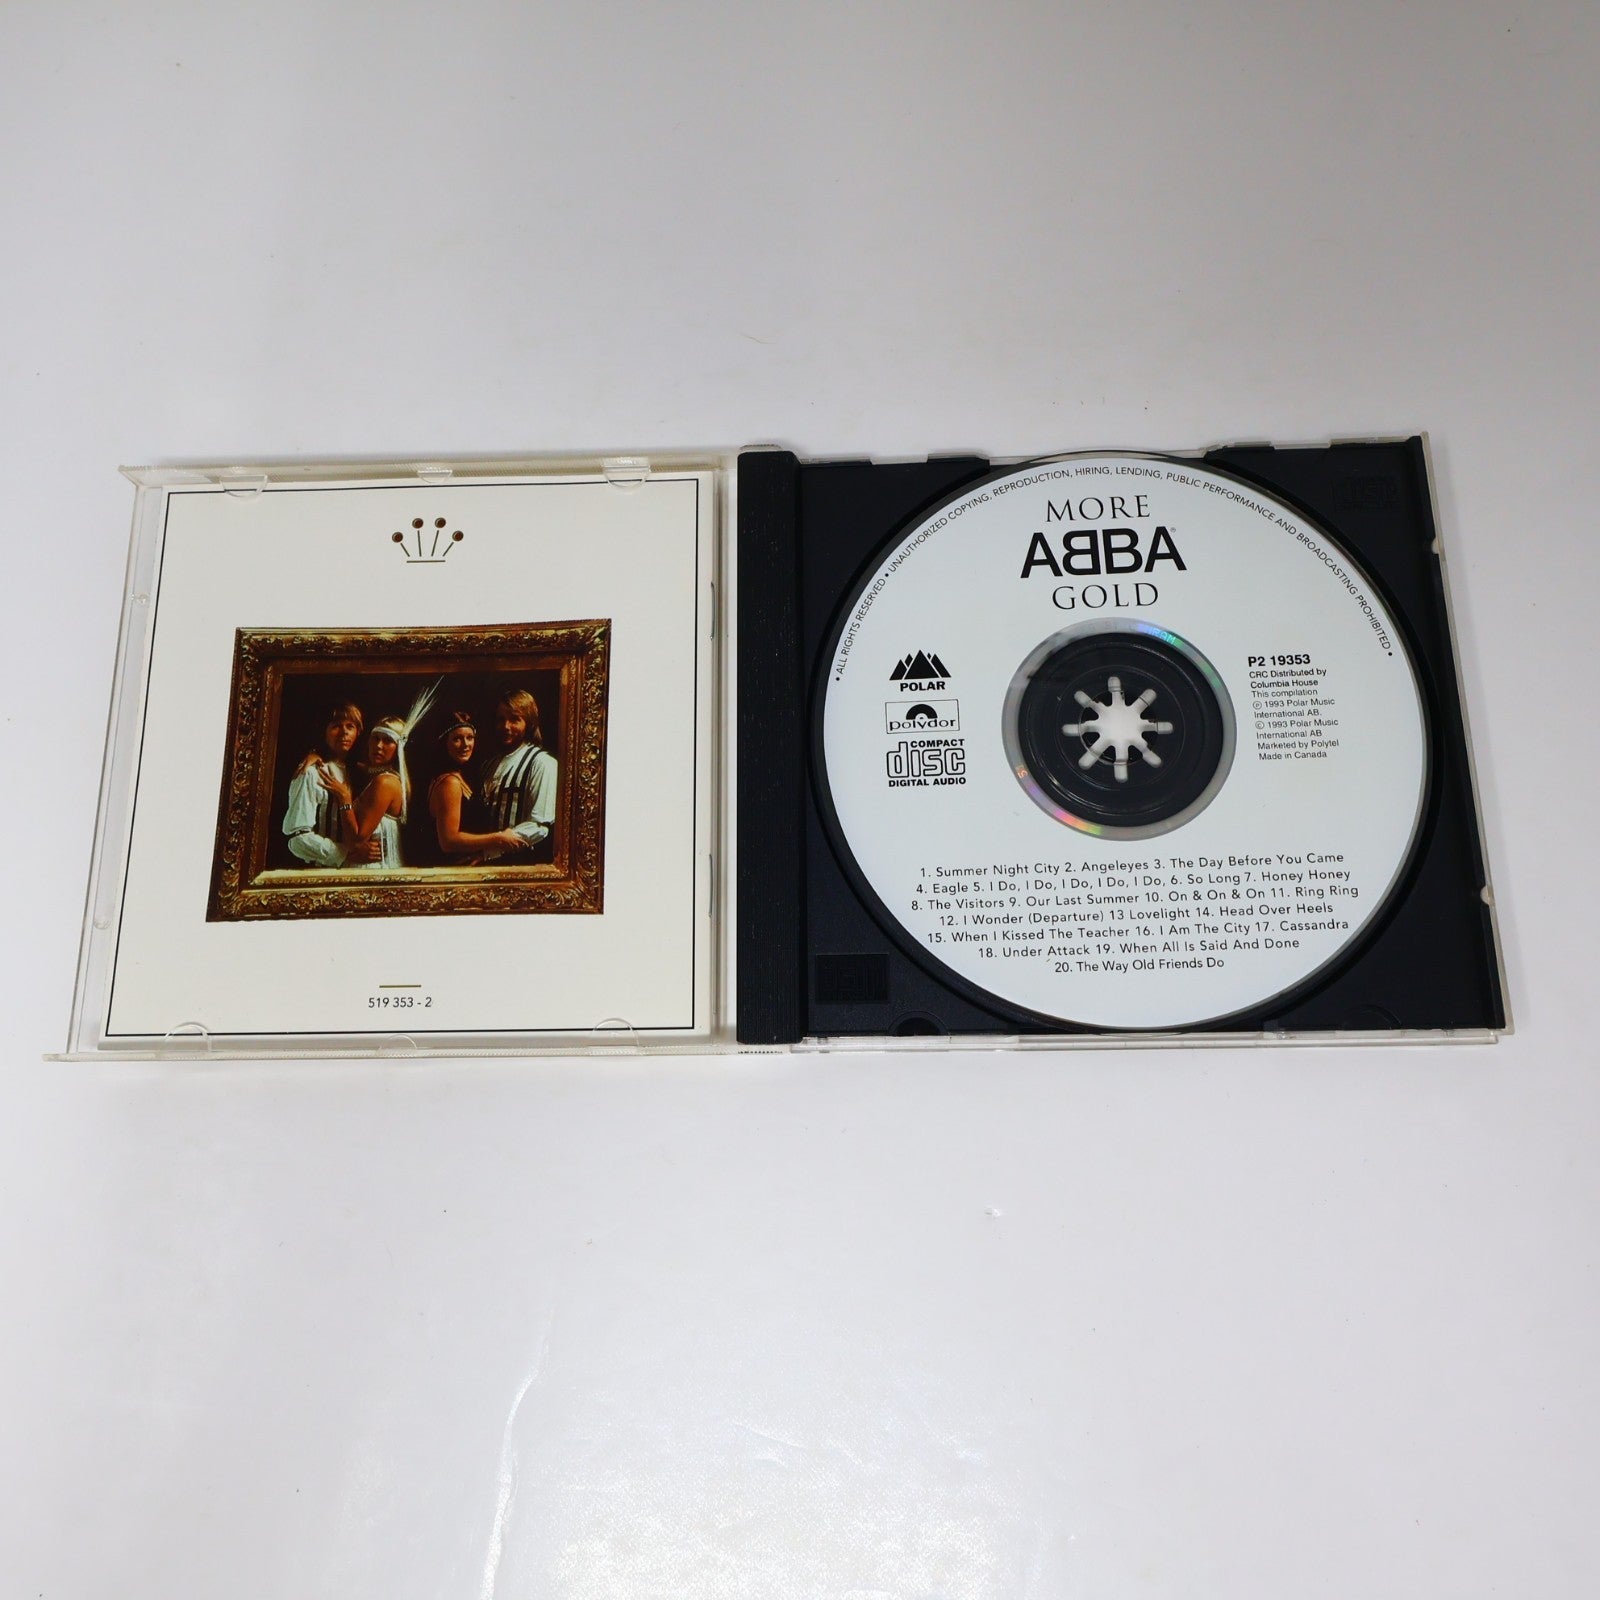 519 353 - 2
• ALL RIGHTS RESERVED • UNAUTHORIZED COPYING, REPRODUCTION, HIRING, LENDING, PUBLIC PERFORMANCE AND BROADCASTING PROHIBITED •
MORE
ABBA®
GOLD
POLAR
polydor
COMPACT
disc
DIGITAL AUDIO
P2 19353
CRC Distributed by
Columbia House
This compilation
℗ 1993 Polar Music
International AB.
© 1993 Polar Music
International AB
Marketed by Polytel
Made in Canada
1. Summer Night City 2. Angeleyes 3. The Day Before You Came
4. Eagle 5. I Do, I Do, I Do, I Do, I Do, 6. So Long 7. Honey Honey
8. The Visitors 9. Our Last Summer 10. On & On & On 11. Ring Ring
12. I Wonder (Departure) 13 Lovelight 14. Head Over Heels
15. When I Kissed The Teacher 16. I Am The City 17. Cassandra
18. Under Attack 19. When All Is Said And Done
20. The Way Old Friends Do